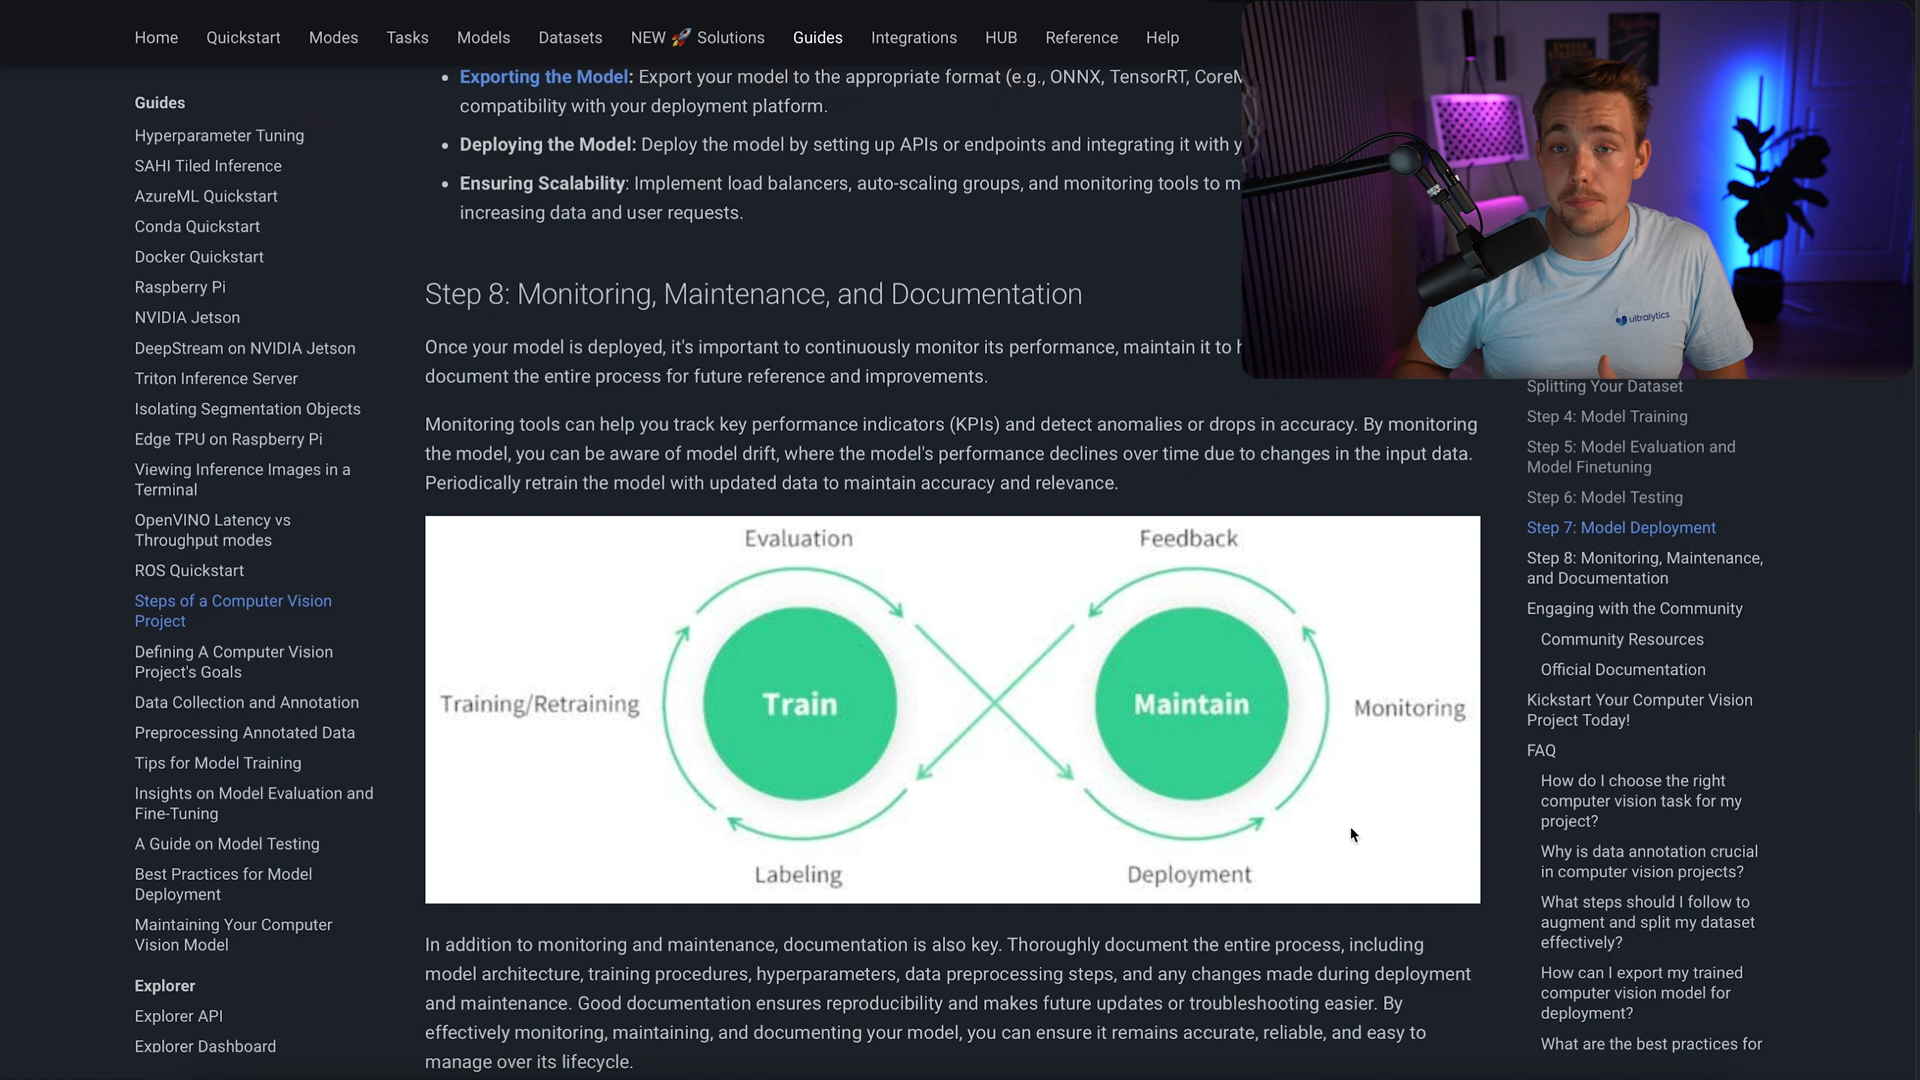 Home Quickstart Modes Tasks Models Datasets NEW 🚀 Solutions Guides Integrations HUB Reference Help
Guides
Hyperparameter Tuning
SAHI Tiled Inference
AzureML Quickstart
Conda Quickstart
Docker Quickstart
Raspberry Pi
NVIDIA Jetson
DeepStream on NVIDIA Jetson
Triton Inference Server
Isolating Segmentation Objects
Edge TPU on Raspberry Pi
Viewing Inference Images in a
Terminal
OpenVINO Latency vs
Throughput modes
ROS Quickstart
Steps of a Computer Vision
Project
Defining A Computer Vision
Project's Goals
Data Collection and Annotation
Preprocessing Annotated Data
Tips for Model Training
Insights on Model Evaluation and
Fine-Tuning
A Guide on Model Testing
Best Practices for Model
Deployment
Maintaining Your Computer
Vision Model
Explorer
Explorer API
Explorer Dashboard
• Exporting the Model: Export your model to the appropriate format (e.g., ONNX, TensorRT,
compatibility with your deployment platform.
• Deploying the Model: Deploy the model by setting up APIs or endpoints and integrating it with
• Ensuring Scalability: Implement load balancers, auto-scaling groups, and monitoring tools to
increasing data and user requests.
Step 8: Monitoring, Maintenance, and Documentation
Once your model is deployed, it's important to continuously monitor its performance, maintain it to
document the entire process for future reference and improvements.
Monitoring tools can help you track key performance indicators (KPIs) and detect anomalies or drops in accuracy. By monitoring
the model, you can be aware of model drift, where the model's performance declines over time due to changes in the input data.
Periodically retrain the model with updated data to maintain accuracy and relevance.
Evaluation
Feedback
Training/Retraining
Train
Maintain
Monitoring
Labeling
Deployment
In addition to monitoring and maintenance, documentation is also key. Thoroughly document the entire process, including
model architecture, training procedures, hyperparameters, data preprocessing steps, and any changes made during deployment
and maintenance. Good documentation ensures reproducibility and makes future updates or troubleshooting easier. By
effectively monitoring, maintaining, and documenting your model, you can ensure it remains accurate, reliable, and easy to
manage over its lifecycle.
ultralytics
Splitting Your Dataset
Step 4: Model Training
Step 5: Model Evaluation and
Model Finetuning
Step 6: Model Testing
Step 7: Model Deployment
Step 8: Monitoring, Maintenance,
and Documentation
Engaging with the Community
Community Resources
Official Documentation
Kickstart Your Computer Vision
Project Today!
FAQ
How do I choose the right
computer vision task for my
project?
Why is data annotation crucial
in computer vision projects?
What steps should I follow to
augment and split my dataset
effectively?
How can I export my trained
computer vision model for
deployment?
What are the best practices for